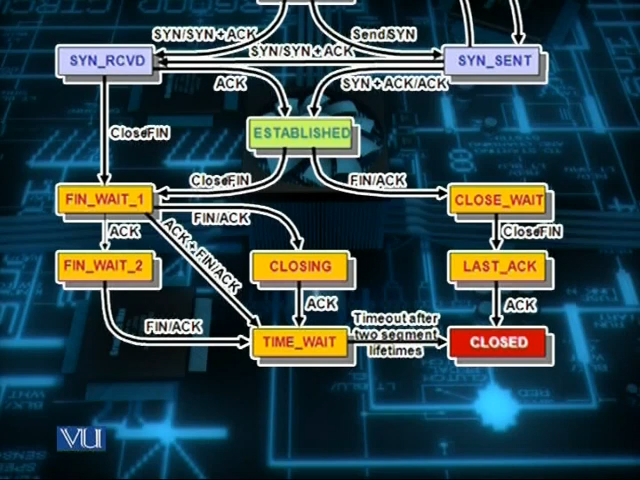 SYN/SYN + ACK
Send/SYN
SYN/SYN + ACK
SYN_RCVD
SYN_SENT
ACK
SYN + ACK/ACK
ESTABLISHED
Close/FIN
Close/FIN
FIN/ACK
FIN_WAIT_1
CLOSE_WAIT
FIN/ACK
ACK
ACK + FIN/ACK
Close/FIN
FIN_WAIT_2
CLOSING
LAST_ACK
ACK
ACK
FIN/ACK
Timeout after
two segment
lifetimes
TIME_WAIT
CLOSED
VU